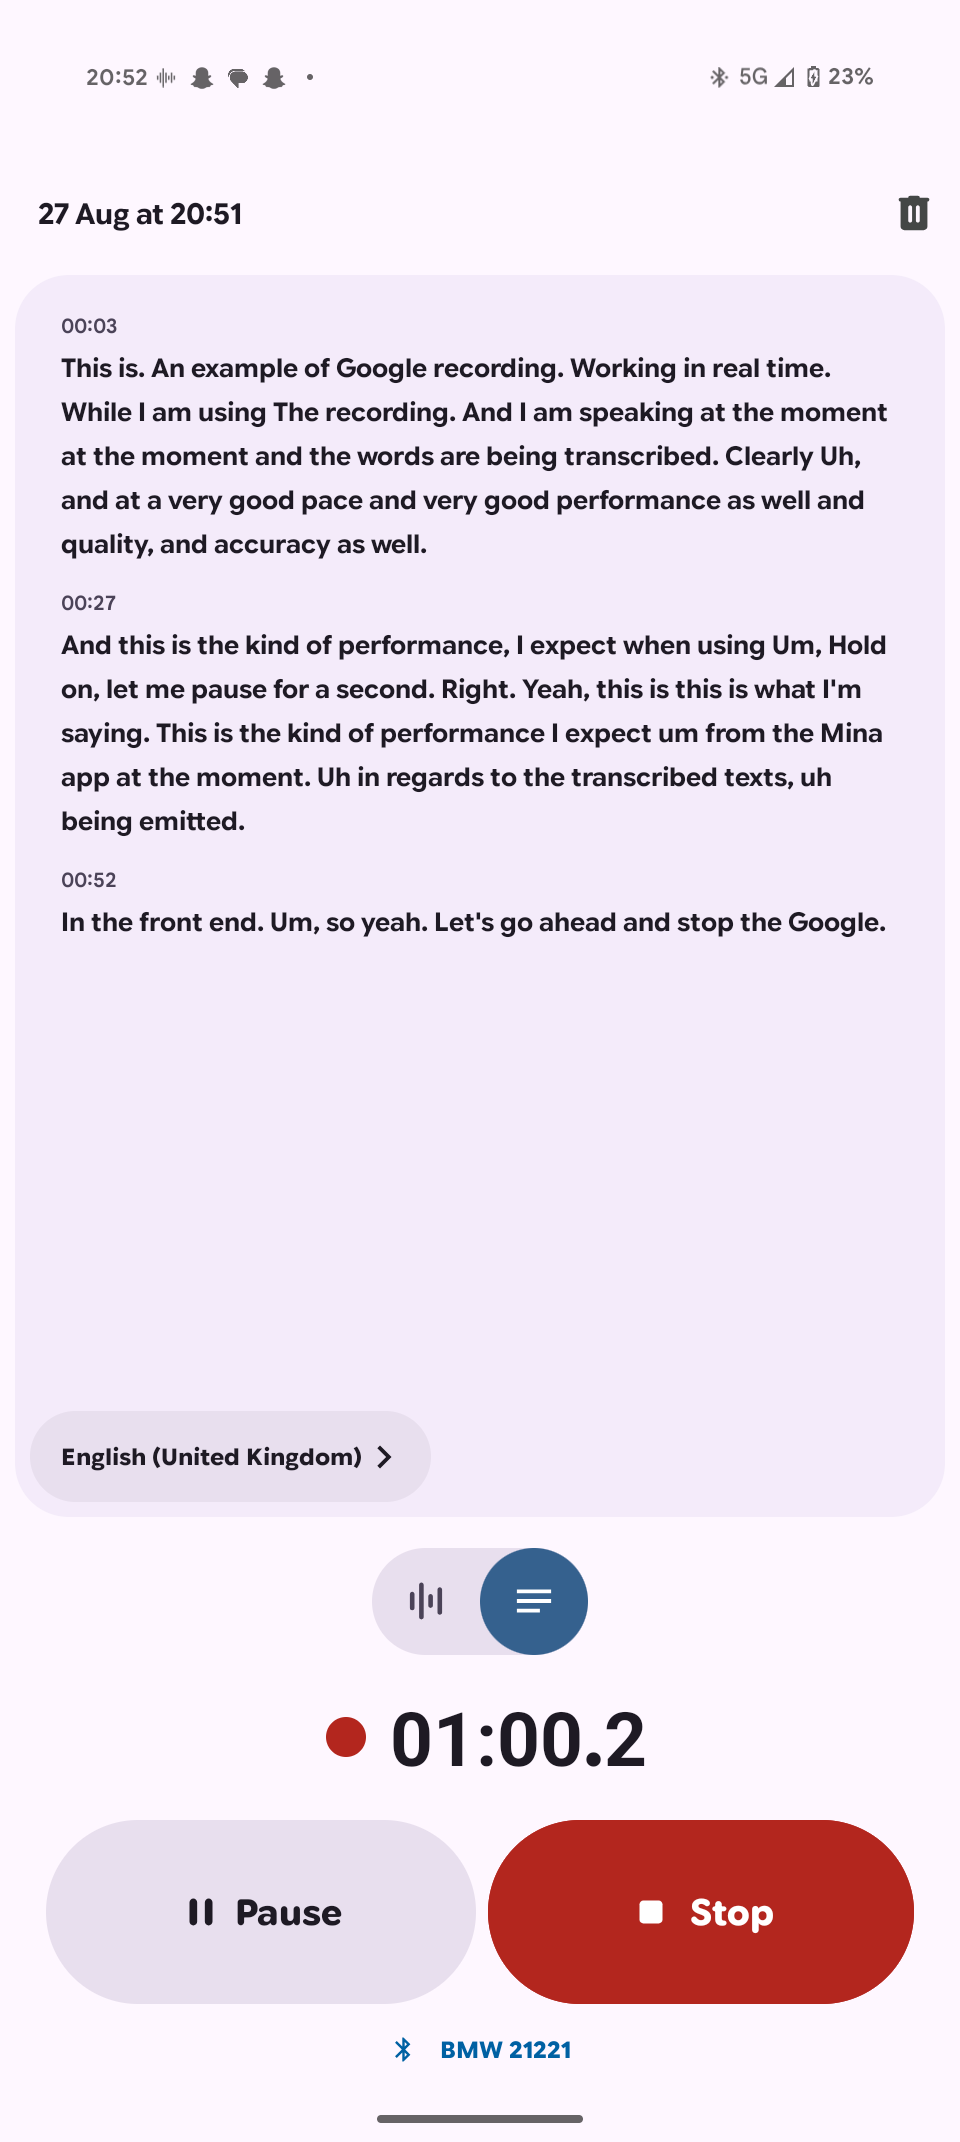 20:52
5G
23%
27 Aug at 20:51
00:03
This is. An example of Google recording. Working in real time.
While I am using The recording. And I am speaking at the moment
at the moment and the words are being transcribed. Clearly Uh,
and at a very good pace and very good performance as well and
quality, and accuracy as well.
00:27
And this is the kind of performance, I expect when using Um, Hold
on, let me pause for a second. Right. Yeah, this is this is what I'm
saying. This is the kind of performance I expect um from the Mina
app at the moment. Uh in regards to the transcribed texts, uh
being emitted.
00:52
In the front end. Um, so yeah. Let's go ahead and stop the Google.
English (United Kingdom)
01:00.2
Pause
Stop
BMW 21221